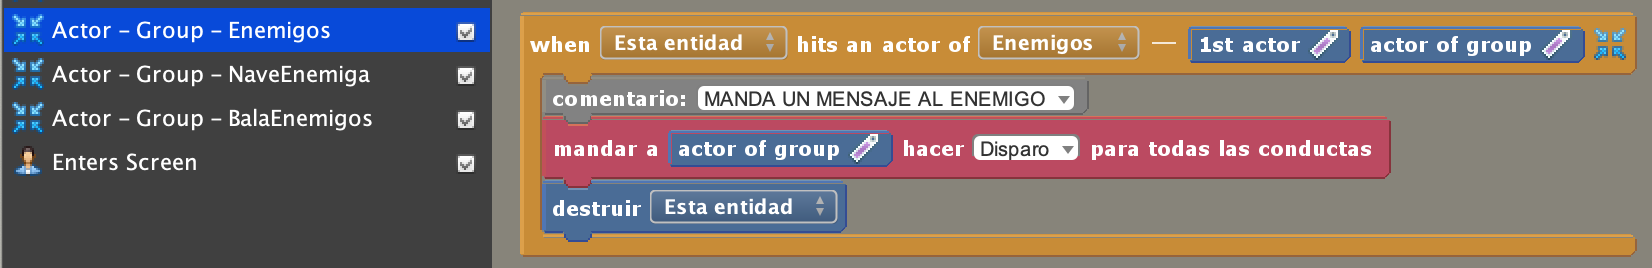 Actor – Group – Enemigos
Actor – Group – NaveEnemiga
Actor – Group – BalaEnemigos
Enters Screen
when Esta entidad hits an actor of Enemigos — 1st actor actor of group
comentario: MANDA UN MENSAJE AL ENEMIGO
mandar a actor of group hacer Disparo para todas las conductas
destruir Esta entidad